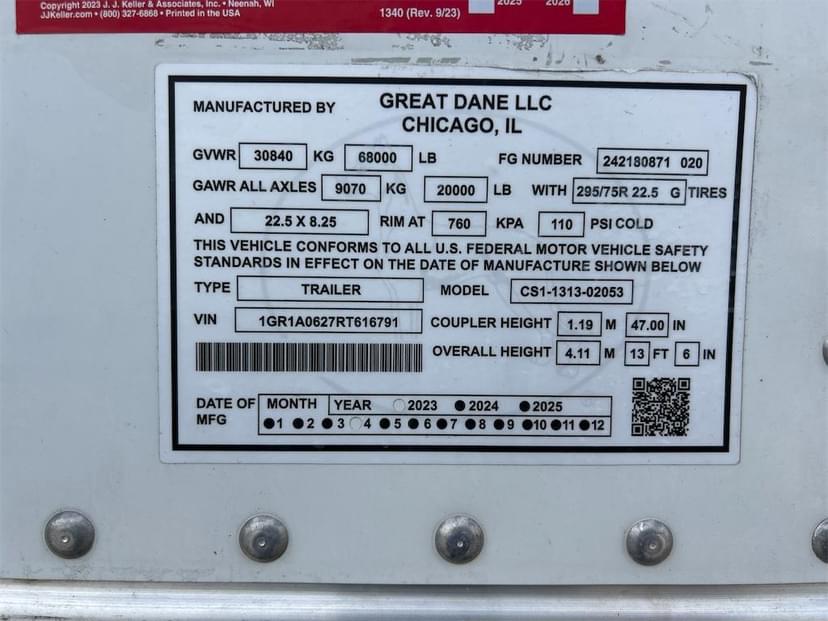 Copyright 2023 J. J. Keller & Associates, Inc. • Neenah, WI
JJKeller.com • (800) 327-6868 • Printed in the USA
1340 (Rev. 9/23)
2025 2026
MANUFACTURED BY GREAT DANE LLC
CHICAGO, IL
GVWR 30840 KG 68000 LB FG NUMBER 242180871 020
GAWR ALL AXLES 9070 KG 20000 LB WITH 295/75R 22.5 G TIRES
AND 22.5 X 8.25 RIM AT 760 KPA 110 PSI COLD
THIS VEHICLE CONFORMS TO ALL U.S. FEDERAL MOTOR VEHICLE SAFETY
STANDARDS IN EFFECT ON THE DATE OF MANUFACTURE SHOWN BELOW
TYPE TRAILER MODEL CS1-1313-02053
VIN 1GR1A0627RT616791 COUPLER HEIGHT 1.19 M 47.00 IN
OVERALL HEIGHT 4.11 M 13 FT 6 IN
DATE OF MFG MONTH YEAR 2023 2024 2025
1 2 3 4 5 6 7 8 9 10 11 12